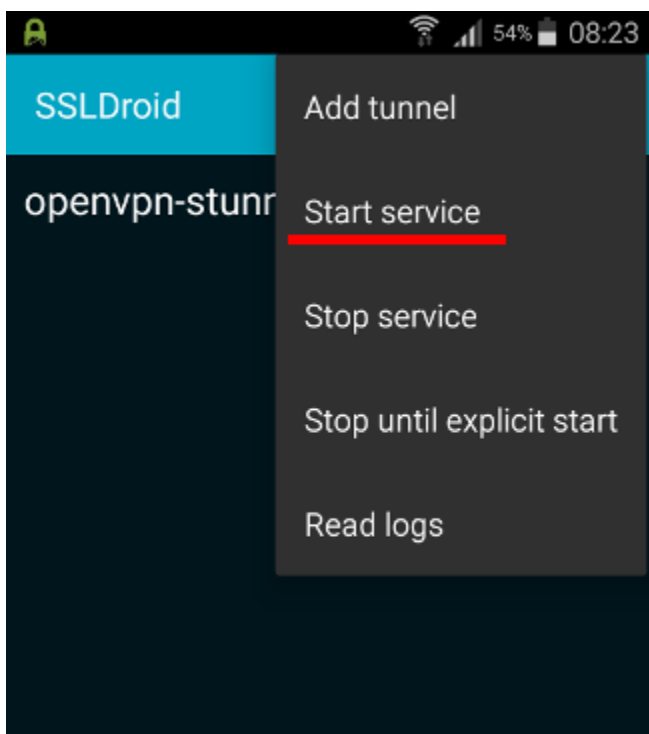 54% 08:23
SSLDroid
Add tunnel
openvpn-stunn
Start service
Stop service
Stop until explicit start
Read logs